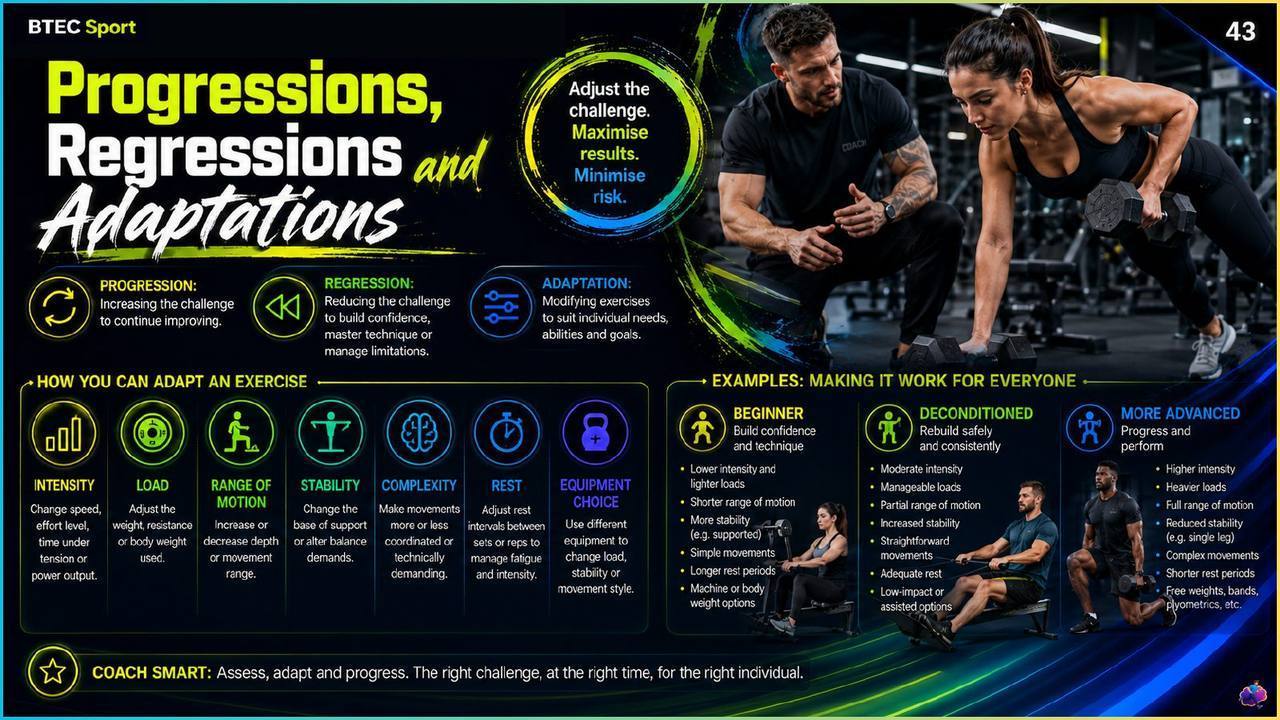 BTEC Sport
43
Progressions,
Regressions and
Adaptations
Adjust the
challenge.
Maximise
results.
Minimise
risk.
COACH
PROGRESSION:
Increasing the challenge
to continue improving.
REGRESSION:
Reducing the challenge
to build confidence,
master technique or
manage limitations.
ADAPTATION:
Modifying exercises
to suit individual needs,
abilities and goals.
HOW YOU CAN ADAPT AN EXERCISE
INTENSITY
Change speed,
effort level,
time under
tension or
power output.
LOAD
Adjust the
weight, resistance
or body weight
used.
RANGE OF
MOTION
Increase or
decrease depth
or movement
range.
STABILITY
Change the
base of support
or alter balance
demands.
COMPLEXITY
Make movements
more or less
coordinated or
technically
demanding.
REST
Adjust rest
intervals between
sets or reps to
manage fatigue
and intensity.
EQUIPMENT
CHOICE
Use different
equipment to
change load,
stability or
movement style.
EXAMPLES: MAKING IT WORK FOR EVERYONE
BEGINNER
Build confidence
and technique
• Lower intensity and
lighter loads
• Shorter range of motion
• More stability
(e.g. supported)
• Simple movements
• Longer rest periods
• Machine or body
weight options
DECONDITIONED
Rebuild safely
and consistently
• Moderate intensity
• Manageable loads
• Partial range of motion
• Increased stability
• Straightforward
movements
• Adequate rest
• Low-impact or
assisted options
MORE ADVANCED
Progress and
perform
• Higher intensity
• Heavier loads
• Full range of motion
• Reduced stability
(e.g. single leg)
• Complex movements
• Shorter rest periods
• Free weights, bands,
plyometrics, etc.
COACH SMART: Assess, adapt and progress. The right challenge, at the right time, for the right individual.